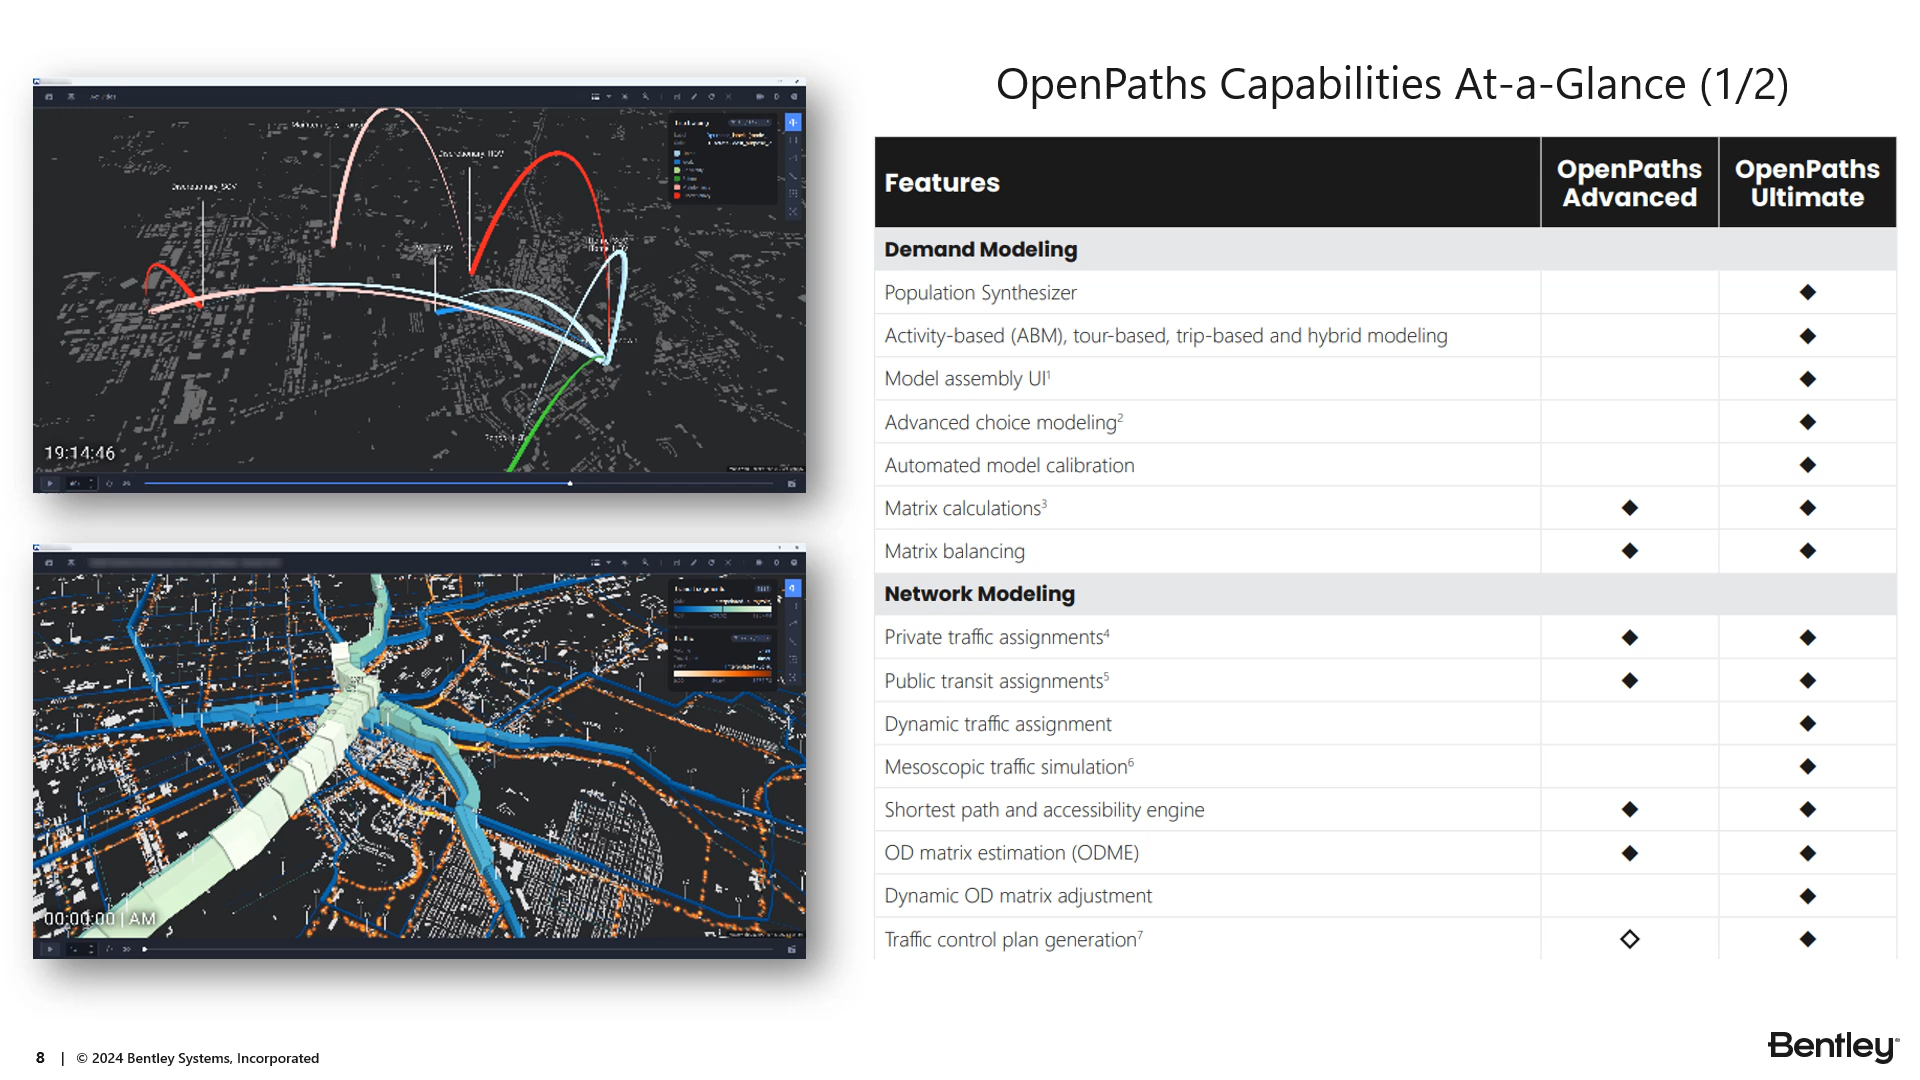 OpenPaths Capabilities At-a-Glance (1/2)
Discretionary SOV
Discretionary HOV
19:14:46
00:00:00 | AM
Features
OpenPaths Advanced
OpenPaths Ultimate
Demand Modeling
Population Synthesizer ◆
Activity-based (ABM), tour-based, trip-based and hybrid modeling ◆
Model assembly UI¹ ◆
Advanced choice modeling² ◆
Automated model calibration ◆
Matrix calculations³ ◆ ◆
Matrix balancing ◆ ◆
Network Modeling
Private traffic assignments⁴ ◆ ◆
Public transit assignments⁵ ◆ ◆
Dynamic traffic assignment ◆
Mesoscopic traffic simulation⁶ ◆
Shortest path and accessibility engine ◆ ◆
OD matrix estimation (ODME) ◆ ◆
Dynamic OD matrix adjustment ◆
Traffic control plan generation⁷ ◇ ◆
8 | © 2024 Bentley Systems, Incorporated
Bentley